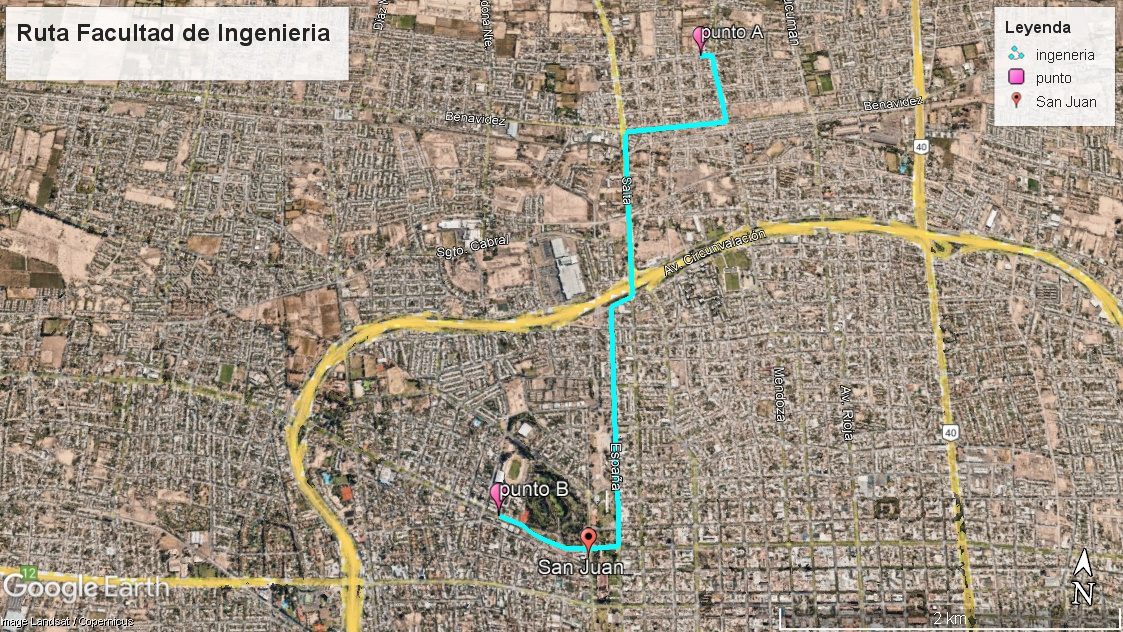 Ruta Facultad de Ingenieria
Leyenda
ingeneria
punto
San Juan
punto A
Benavidez
Benavidez
40
Salta
Sgto. Cabral
Av. Circunvalación
Mendoza
Av. Rioja
40
España
punto B
San Juan
12
Google Earth
2 km
N
mage Landsat / Copernicus